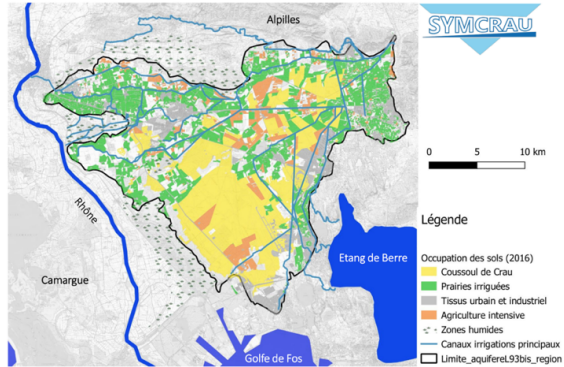 Alpilles
SYMCRAU
0 5 10 km
Rhône
Légende
Etang de Berre
Occupation des sols (2016)
Coussoul de Crau
Prairies irriguées
Camargue
Tissus urbain et industriel
Agriculture intensive
Zones humides
Canaux irrigations principaux
Golfe de Fos
Limite_aquifereL93bis_region